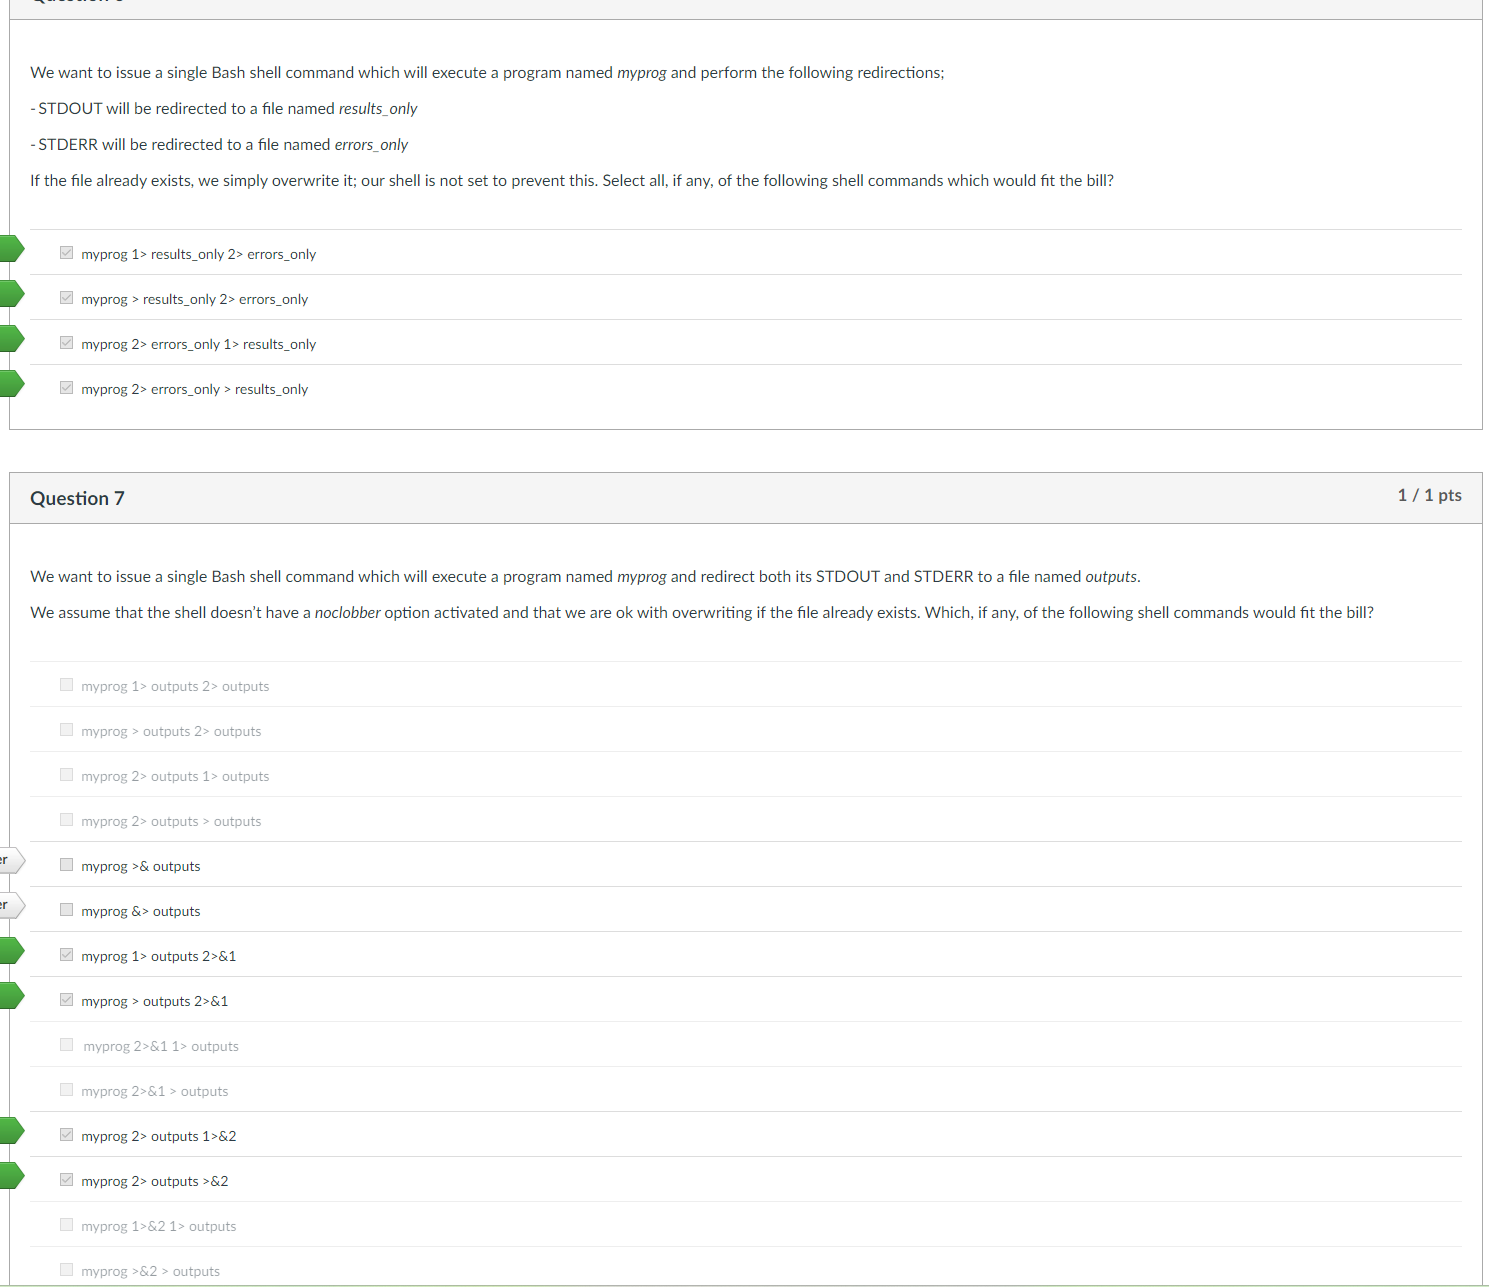 We want to issue a single Bash shell command which will execute a program named myprog and perform the following redirections;
- STDOUT will be redirected to a file named results_only
- STDERR will be redirected to a file named errors_only
If the file already exists, we simply overwrite it; our shell is not set to prevent this. Select all, if any, of the following shell commands which would fit the bill?
myprog 1> results_only 2> errors_only
myprog > results_only 2> errors_only
myprog 2> errors_only 1> results_only
myprog 2> errors_only > results_only
Question 7
1 / 1 pts
We want to issue a single Bash shell command which will execute a program named myprog and redirect both its STDOUT and STDERR to a file named outputs.
We assume that the shell doesn't have a noclobber option activated and that we are ok with overwriting if the file already exists. Which, if any, of the following shell commands would fit the bill?
myprog 1> outputs 2> outputs
myprog > outputs 2> outputs
myprog 2> outputs 1> outputs
myprog 2> outputs > outputs
er
myprog >& outputs
er
myprog &> outputs
myprog 1> outputs 2>&1
myprog > outputs 2>&1
myprog 2>&1 1> outputs
myprog 2>&1 > outputs
myprog 2> outputs 1>&2
myprog 2> outputs >&2
myprog 1>&2 1> outputs
myprog >&2 > outputs